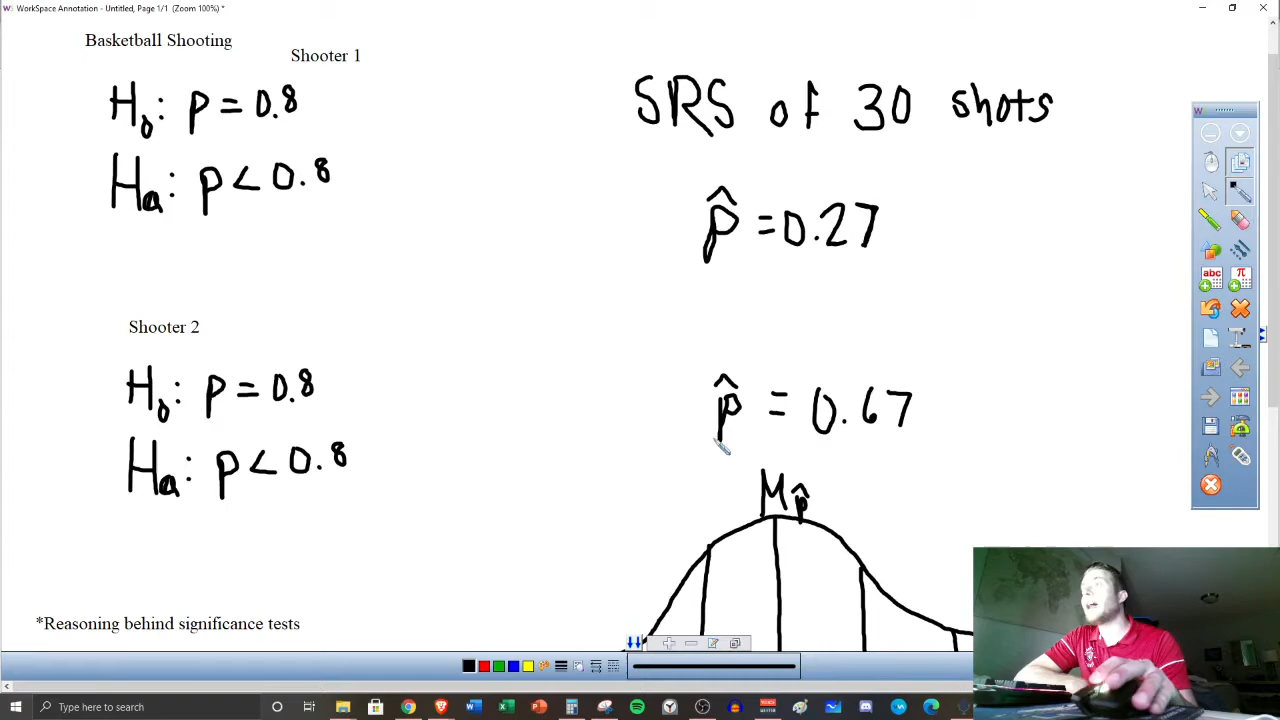 WorkSpace Annotation - Untitled, Page 1/1 (Zoom 100%) *
Basketball Shooting
Shooter 1
H₀: p = 0.8
Hₐ: p < 0.8
SRS of 30 shots
p̂ = 0.27
Shooter 2
H₀: p = 0.8
Hₐ: p < 0.8
p̂ = 0.67
Mp̂
*Reasoning behind significance tests
abc
π
Type here to search